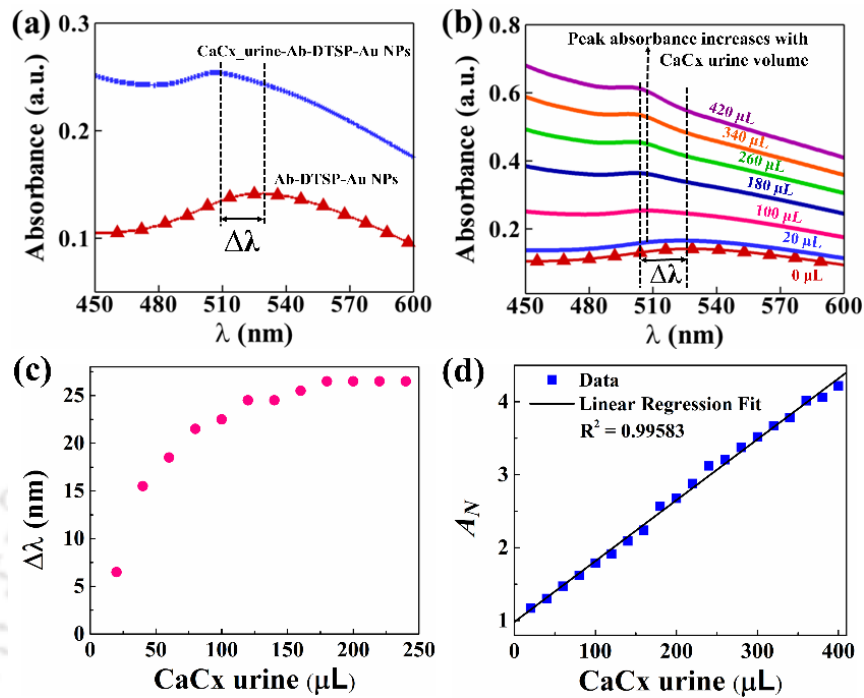 (a)
CaCx_urine-Ab-DTSP-Au NPs
Ab-DTSP-Au NPs
Δλ
Absorbance (a.u.)
0.3
0.2
0.1
450 480 510 540 570 600
λ (nm)
(b)
Peak absorbance increases with
CaCx urine volume
420 μL
340 μL
260 μL
180 μL
100 μL
20 μL
0 μL
Δλ
Absorbance (a.u.)
0.8
0.6
0.4
0.2
450 480 510 540 570 600
λ (nm)
(c)
Δλ (nm)
25
20
15
10
5
0
0 50 100 150 200 250
CaCx urine (μL)
(d)
Data
Linear Regression Fit
R² = 0.99583
A_N
4
3
2
1
0 100 200 300 400
CaCx urine (μL)